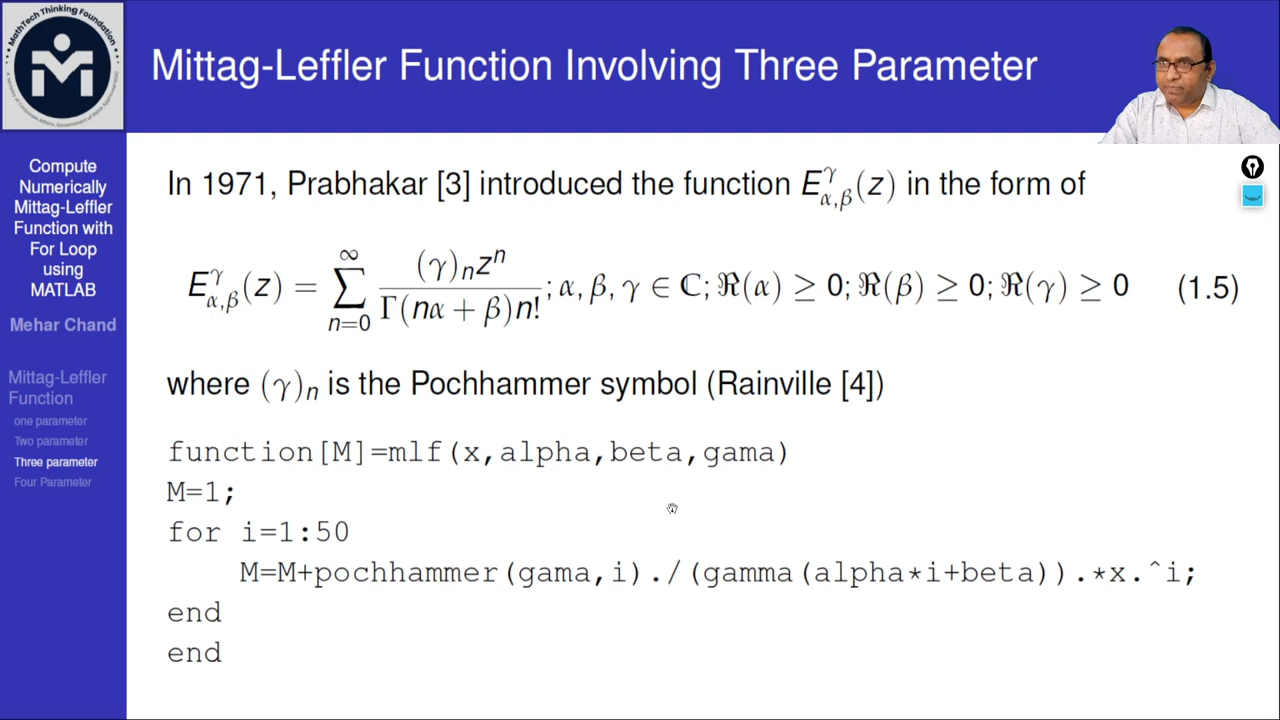 MathTech Thinking Foundation
Mittag-Leffler Function Involving Three Parameter
Compute
Numerically
Mittag-Leffler
Function with
For Loop
using
MATLAB
Mehar Chand
Mittag-Leffler
Function
one parameter
Two parameter
Three parameter
Four Parameter
In 1971, Prabhakar [3] introduced the function E^γ_{α,β}(z) in the form of
E^γ_{α,β}(z) = ∑_{n=0}^{∞} (γ)_n z^n / Γ(nα + β)n! ; α, β, γ ∈ ℂ; ℜ(α) ≥ 0; ℜ(β) ≥ 0; ℜ(γ) ≥ 0 (1.5)
where (γ)_n is the Pochhammer symbol (Rainville [4])
function[M]=mlf(x,alpha,beta,gama)
M=1;
for i=1:50
M=M+pochhammer(gama,i)./(gamma(alpha*i+beta)).*x.^i;
end
end